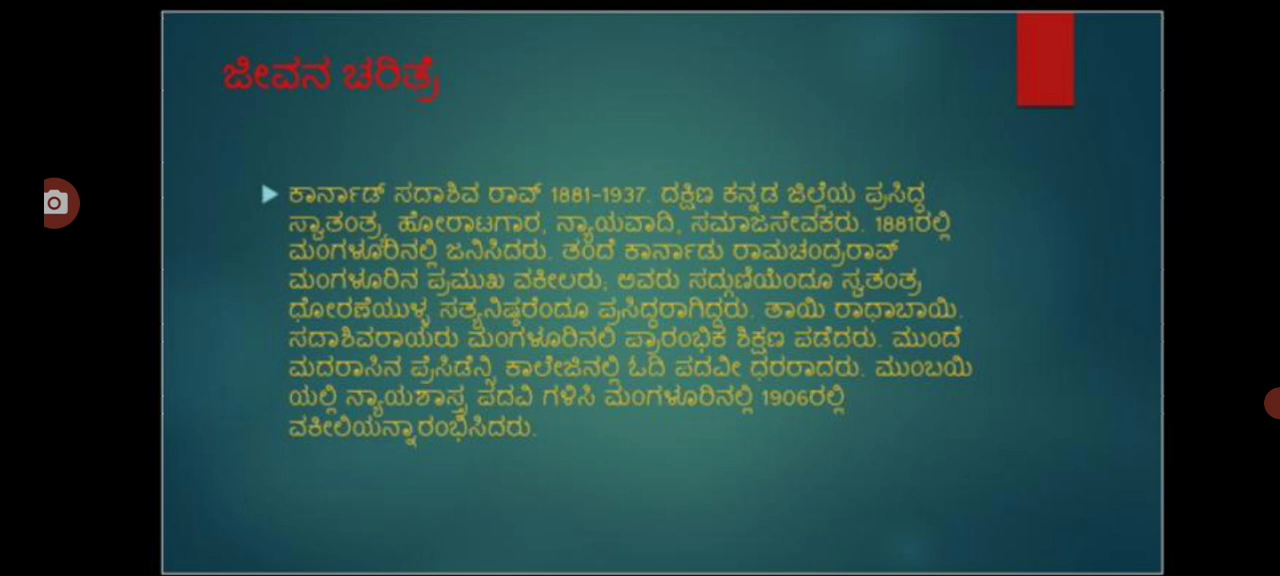 ಜೀವನ ಚರಿತ್ರೆ
ಕಾರ್ನಾಡ್ ಸದಾಶಿವ ರಾವ್ 1881-1937. ದಕ್ಷಿಣ ಕನ್ನಡ ಜಿಲ್ಲೆಯ ಪ್ರಸಿದ್ಧ
ಸ್ವಾತಂತ್ರ್ಯ ಹೋರಾಟಗಾರ, ನ್ಯಾಯವಾದಿ, ಸಮಾಜಸೇವಕರು. 1881ರಲ್ಲಿ
ಮಂಗಳೂರಿನಲ್ಲಿ ಜನಿಸಿದರು. ತಂದೆ ಕಾರ್ನಾಡು ರಾಮಚಂದ್ರರಾವ್
ಮಂಗಳೂರಿನ ಪ್ರಮುಖ ವಕೀಲರು; ಅವರು ಸದ್ಗುಣಿಯೆಂದೂ ಸ್ವತಂತ್ರ
ಧೋರಣೆಯುಳ್ಳ ಸತ್ಯನಿಷ್ಠರೆಂದೂ ಪ್ರಸಿದ್ಧರಾಗಿದ್ದರು. ತಾಯಿ ರಾಧಾಬಾಯಿ.
ಸದಾಶಿವರಾಯರು ಮಂಗಳೂರಿನಲಿ ಪ್ರಾರಂಭಿಕ ಶಿಕ್ಷಣ ಪಡೆದರು. ಮುಂದೆ
ಮದರಾಸಿನ ಪ್ರೆಸಿಡೆನ್ಸಿ ಕಾಲೇಜಿನಲ್ಲಿ ಓದಿ ಪದವೀ ಧರರಾದರು. ಮುಂಬಯಿ
ಯಲ್ಲಿ ನ್ಯಾಯಶಾಸ್ತ್ರ ಪದವಿ ಗಳಿಸಿ ಮಂಗಳೂರಿನಲ್ಲಿ 1906ರಲ್ಲಿ
ವಕೀಲಿಯನ್ನಾರಂಭಿಸಿದರು.